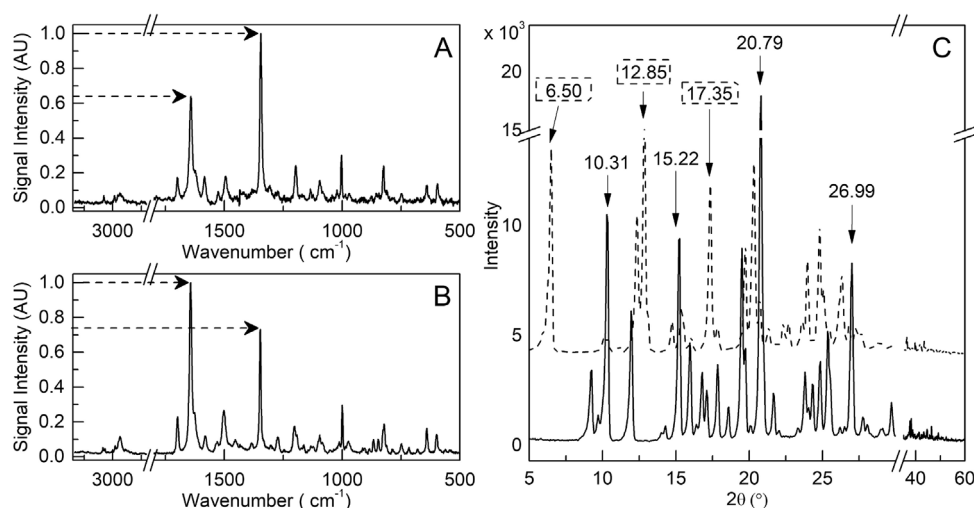 A
Signal Intensity (AU)
1.0
0.8
0.6
0.4
0.2
0.0
3000 1500 1000 500
Wavenumber ( cm-1)
B
Signal Intensity (AU)
1.0
0.8
0.6
0.4
0.2
0.0
3000 1500 1000 500
Wavenumber ( cm-1)
C
x 10³
20
15
10
5
0
Intensity
6.50
12.85
17.35
20.79
10.31
15.22
26.99
5 10 15 20 25 40 60
2θ (°)